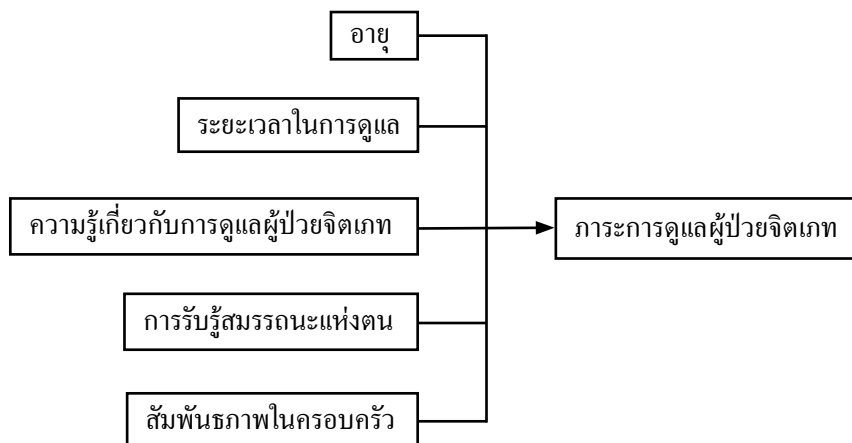 อายุ
ระยะเวลาในการดูแล
ความรู้เกี่ยวกับการดูแลผู้ป่วยจิตเภท
ภาระการดูแลผู้ป่วยจิตเภท
การรับรู้สมรรถนะแห่งตน
สัมพันธภาพในครอบครัว